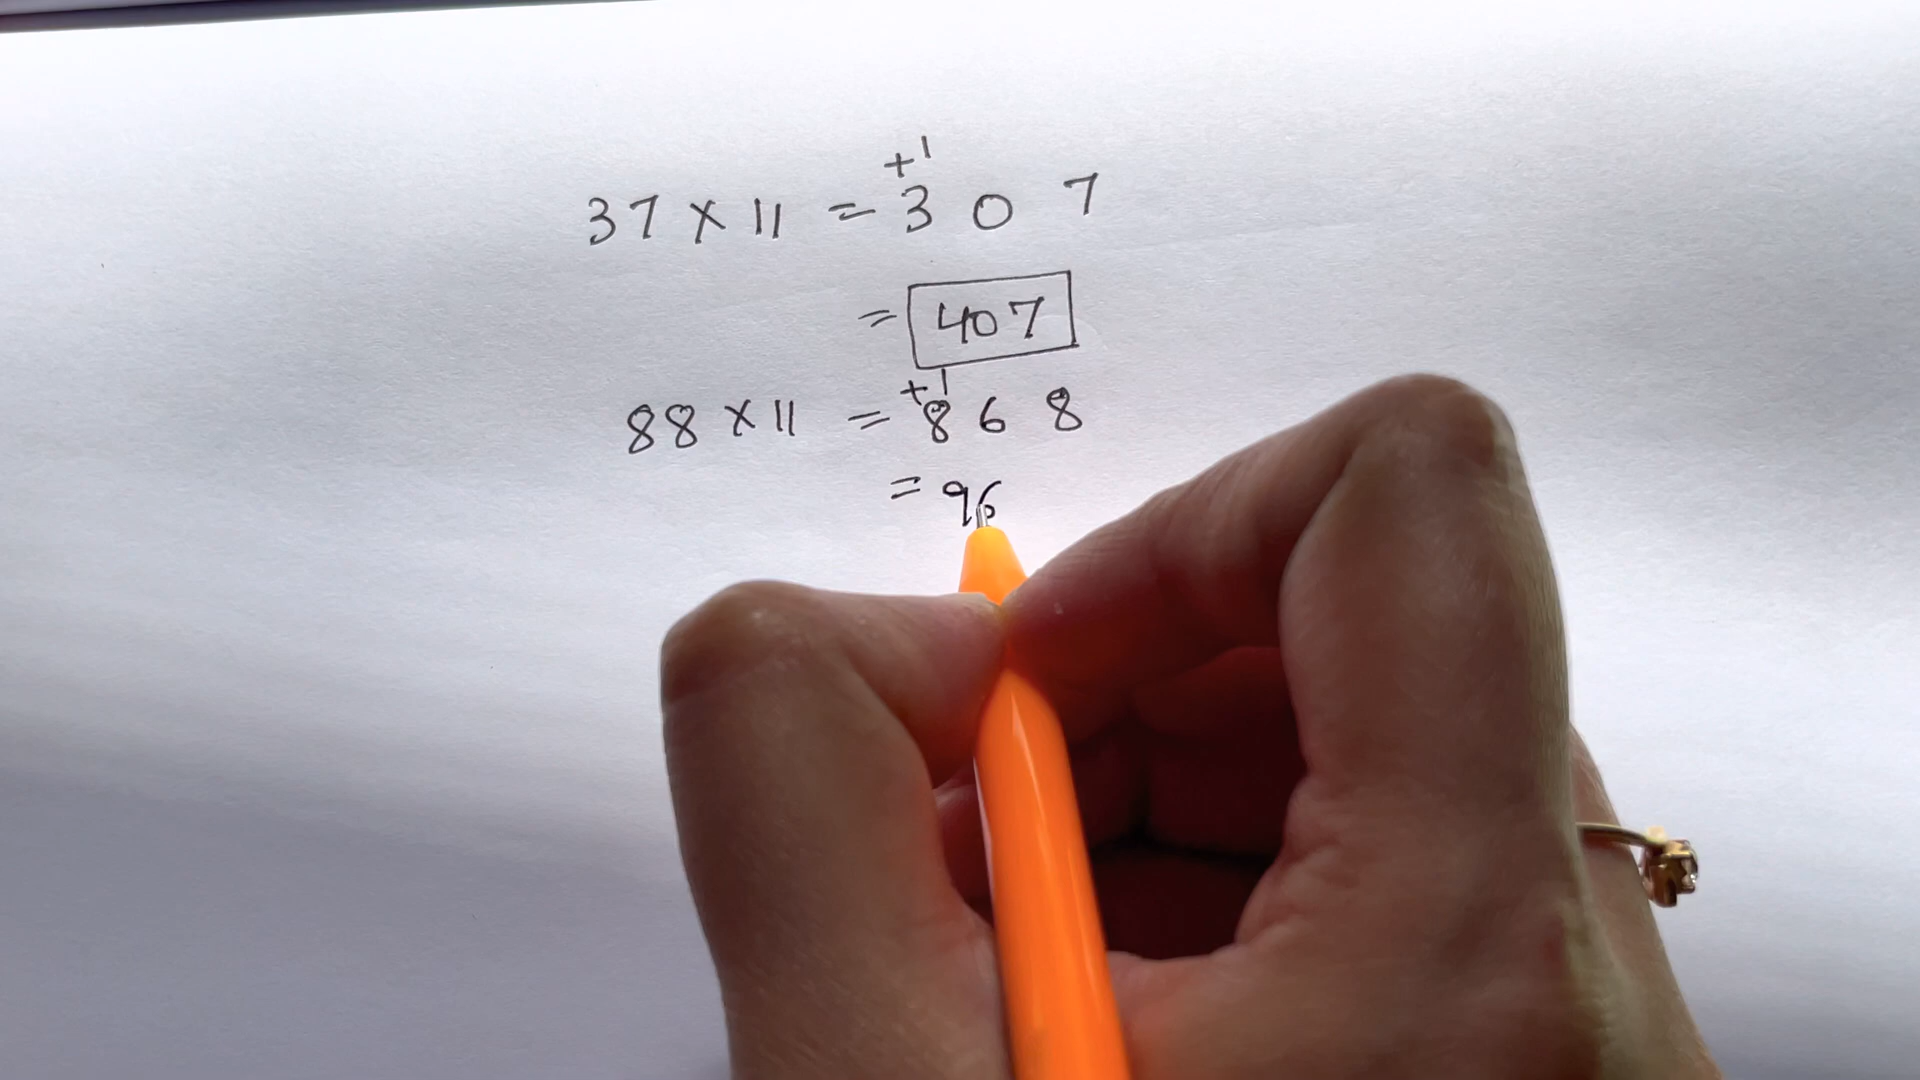 +1
37 × 11 = 3 0 7
= 407
+1
88 × 11 = 8 6 8
= 96